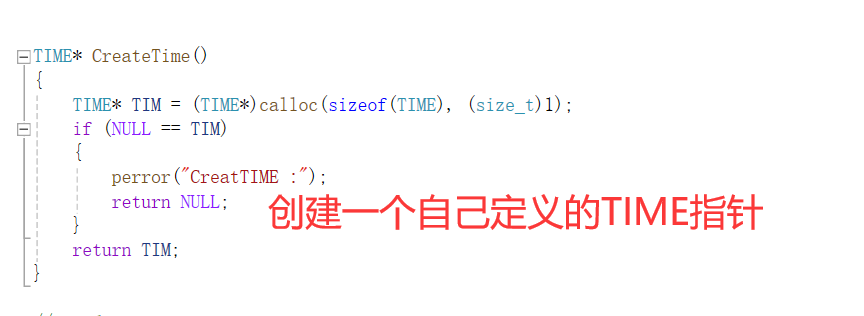 TIME* CreateTime()
{
TIME* TIM = (TIME*)calloc(sizeof(TIME), (size_t)1);
if (NULL == TIM)
{
perror("CreatTIME :");
return NULL;
创建一个自己定义的TIME指针
}
return TIM;
}